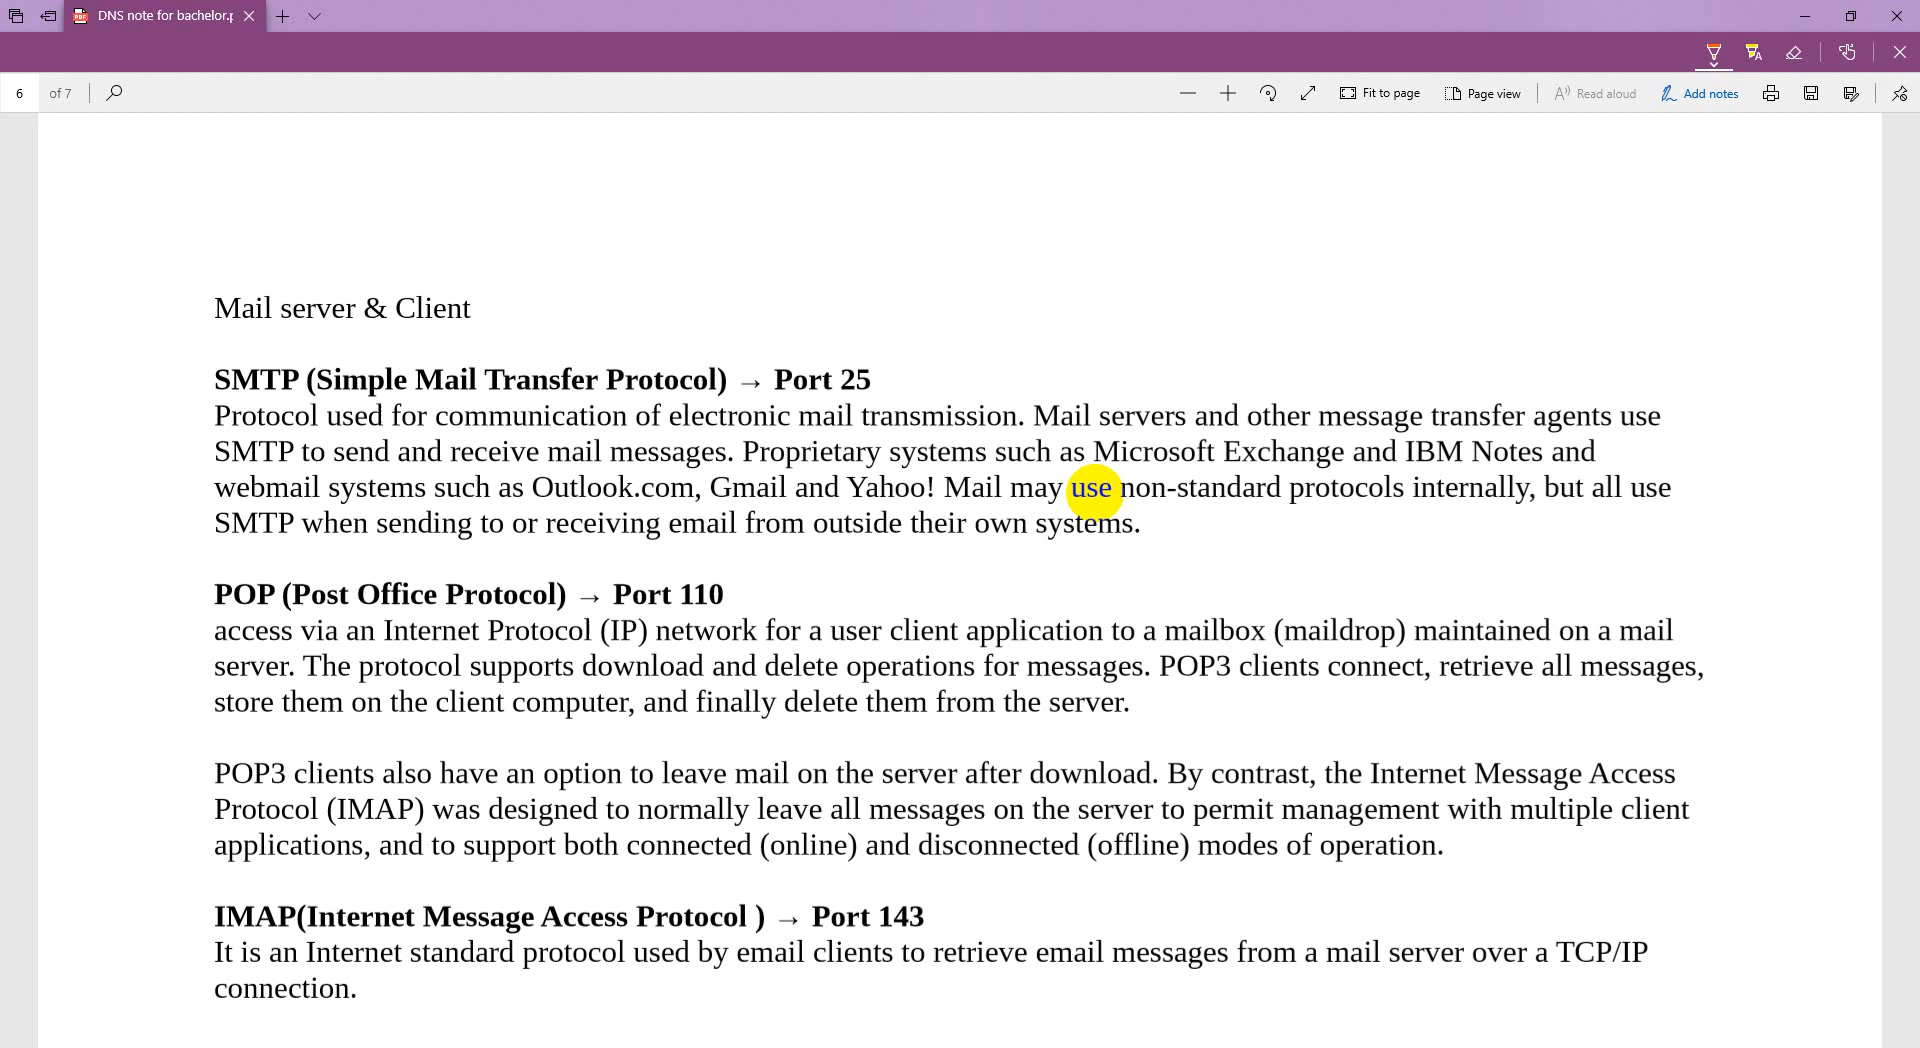 DNS note for bachelor.p
6 of 7
Fit to page
Page view
Read aloud
Add notes
Mail server & Client
SMTP (Simple Mail Transfer Protocol) → Port 25
Protocol used for communication of electronic mail transmission. Mail servers and other message transfer agents use
SMTP to send and receive mail messages. Proprietary systems such as Microsoft Exchange and IBM Notes and
webmail systems such as Outlook.com, Gmail and Yahoo! Mail may use non-standard protocols internally, but all use
SMTP when sending to or receiving email from outside their own systems.
POP (Post Office Protocol) → Port 110
access via an Internet Protocol (IP) network for a user client application to a mailbox (maildrop) maintained on a mail
server. The protocol supports download and delete operations for messages. POP3 clients connect, retrieve all messages,
store them on the client computer, and finally delete them from the server.
POP3 clients also have an option to leave mail on the server after download. By contrast, the Internet Message Access
Protocol (IMAP) was designed to normally leave all messages on the server to permit management with multiple client
applications, and to support both connected (online) and disconnected (offline) modes of operation.
IMAP(Internet Message Access Protocol ) → Port 143
It is an Internet standard protocol used by email clients to retrieve email messages from a mail server over a TCP/IP
connection.